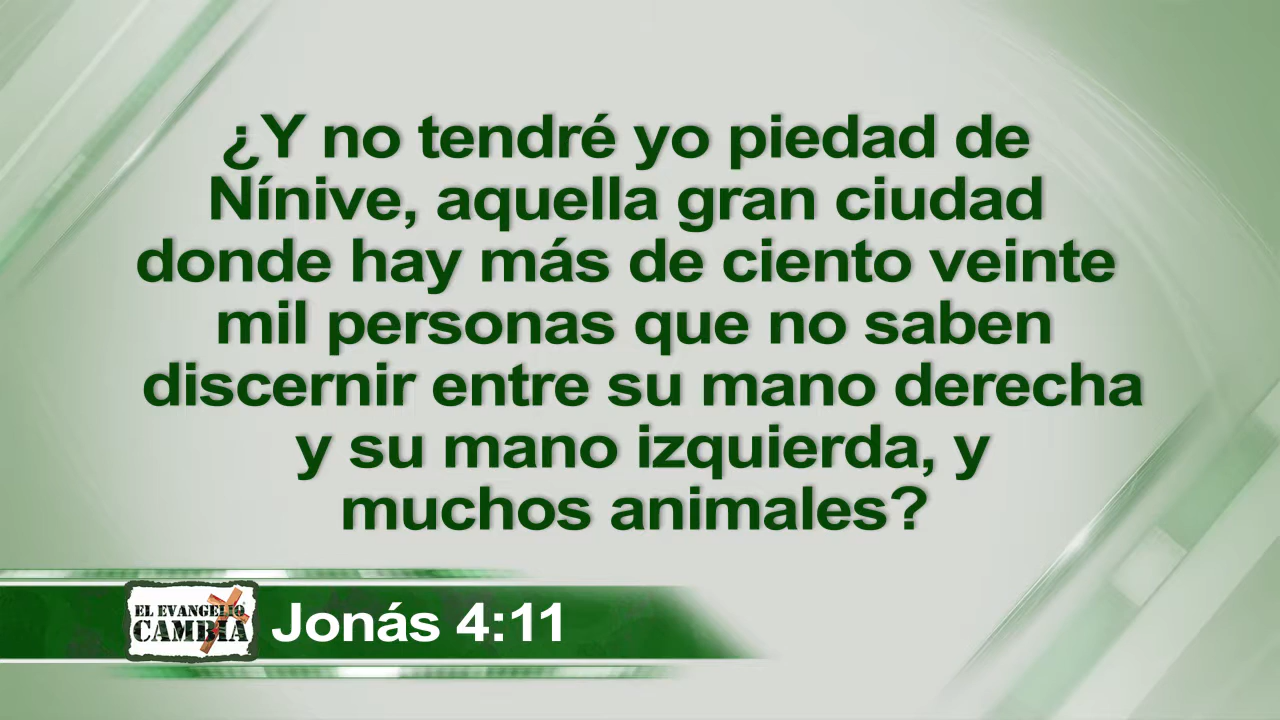 ¿Y no tendré yo piedad de
Nínive, aquella gran ciudad
donde hay más de ciento veinte
mil personas que no saben
discernir entre su mano derecha
y su mano izquierda, y
muchos animales?
EL EVANGELIO
CAMBIA
Jonás 4:11